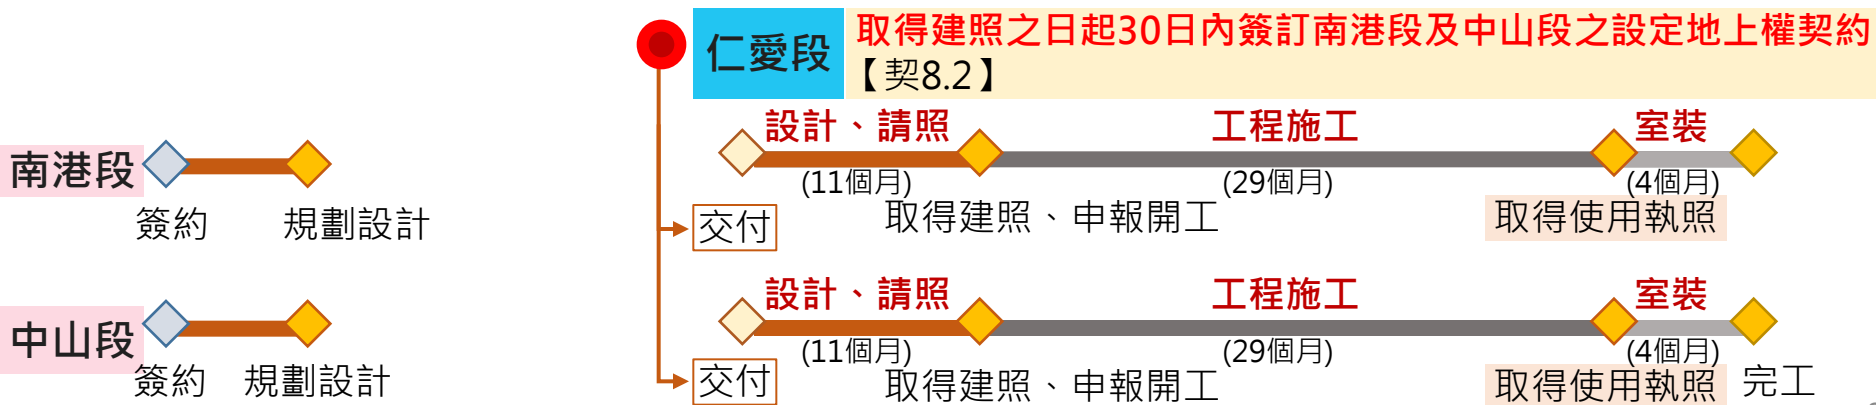 仁愛段
取得建照之日起30日內簽訂南港段及中山段之設定地上權契約
【契8.2】
南港段
簽約
規劃設計
設計、請照
工程施工
室裝
(11個月)
(29個月)
(4個月)
交付
取得建照、申報開工
取得使用執照
中山段
簽約
規劃設計
設計、請照
工程施工
室裝
(11個月)
(29個月)
(4個月)
交付
取得建照、申報開工
取得使用執照
完工